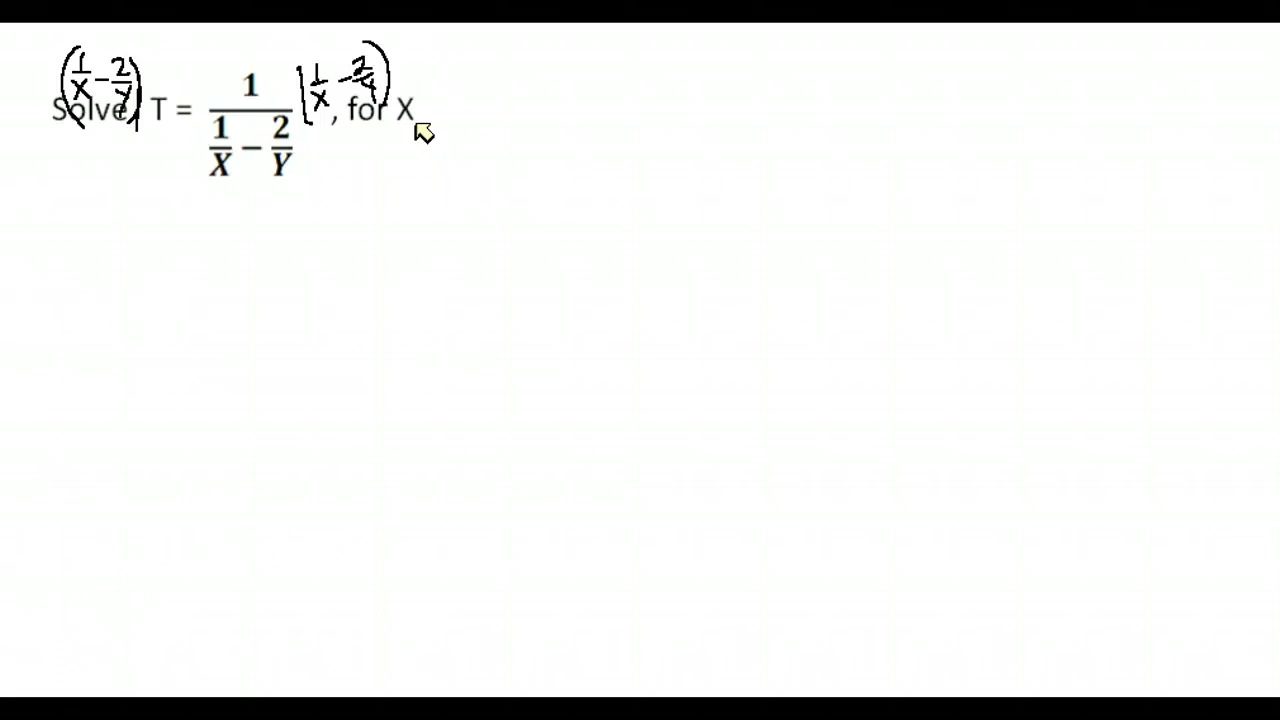 (1/X - 2/Y) (1/X - 2/Y)
Solve, T = 1/(1/X − 2/Y), for X